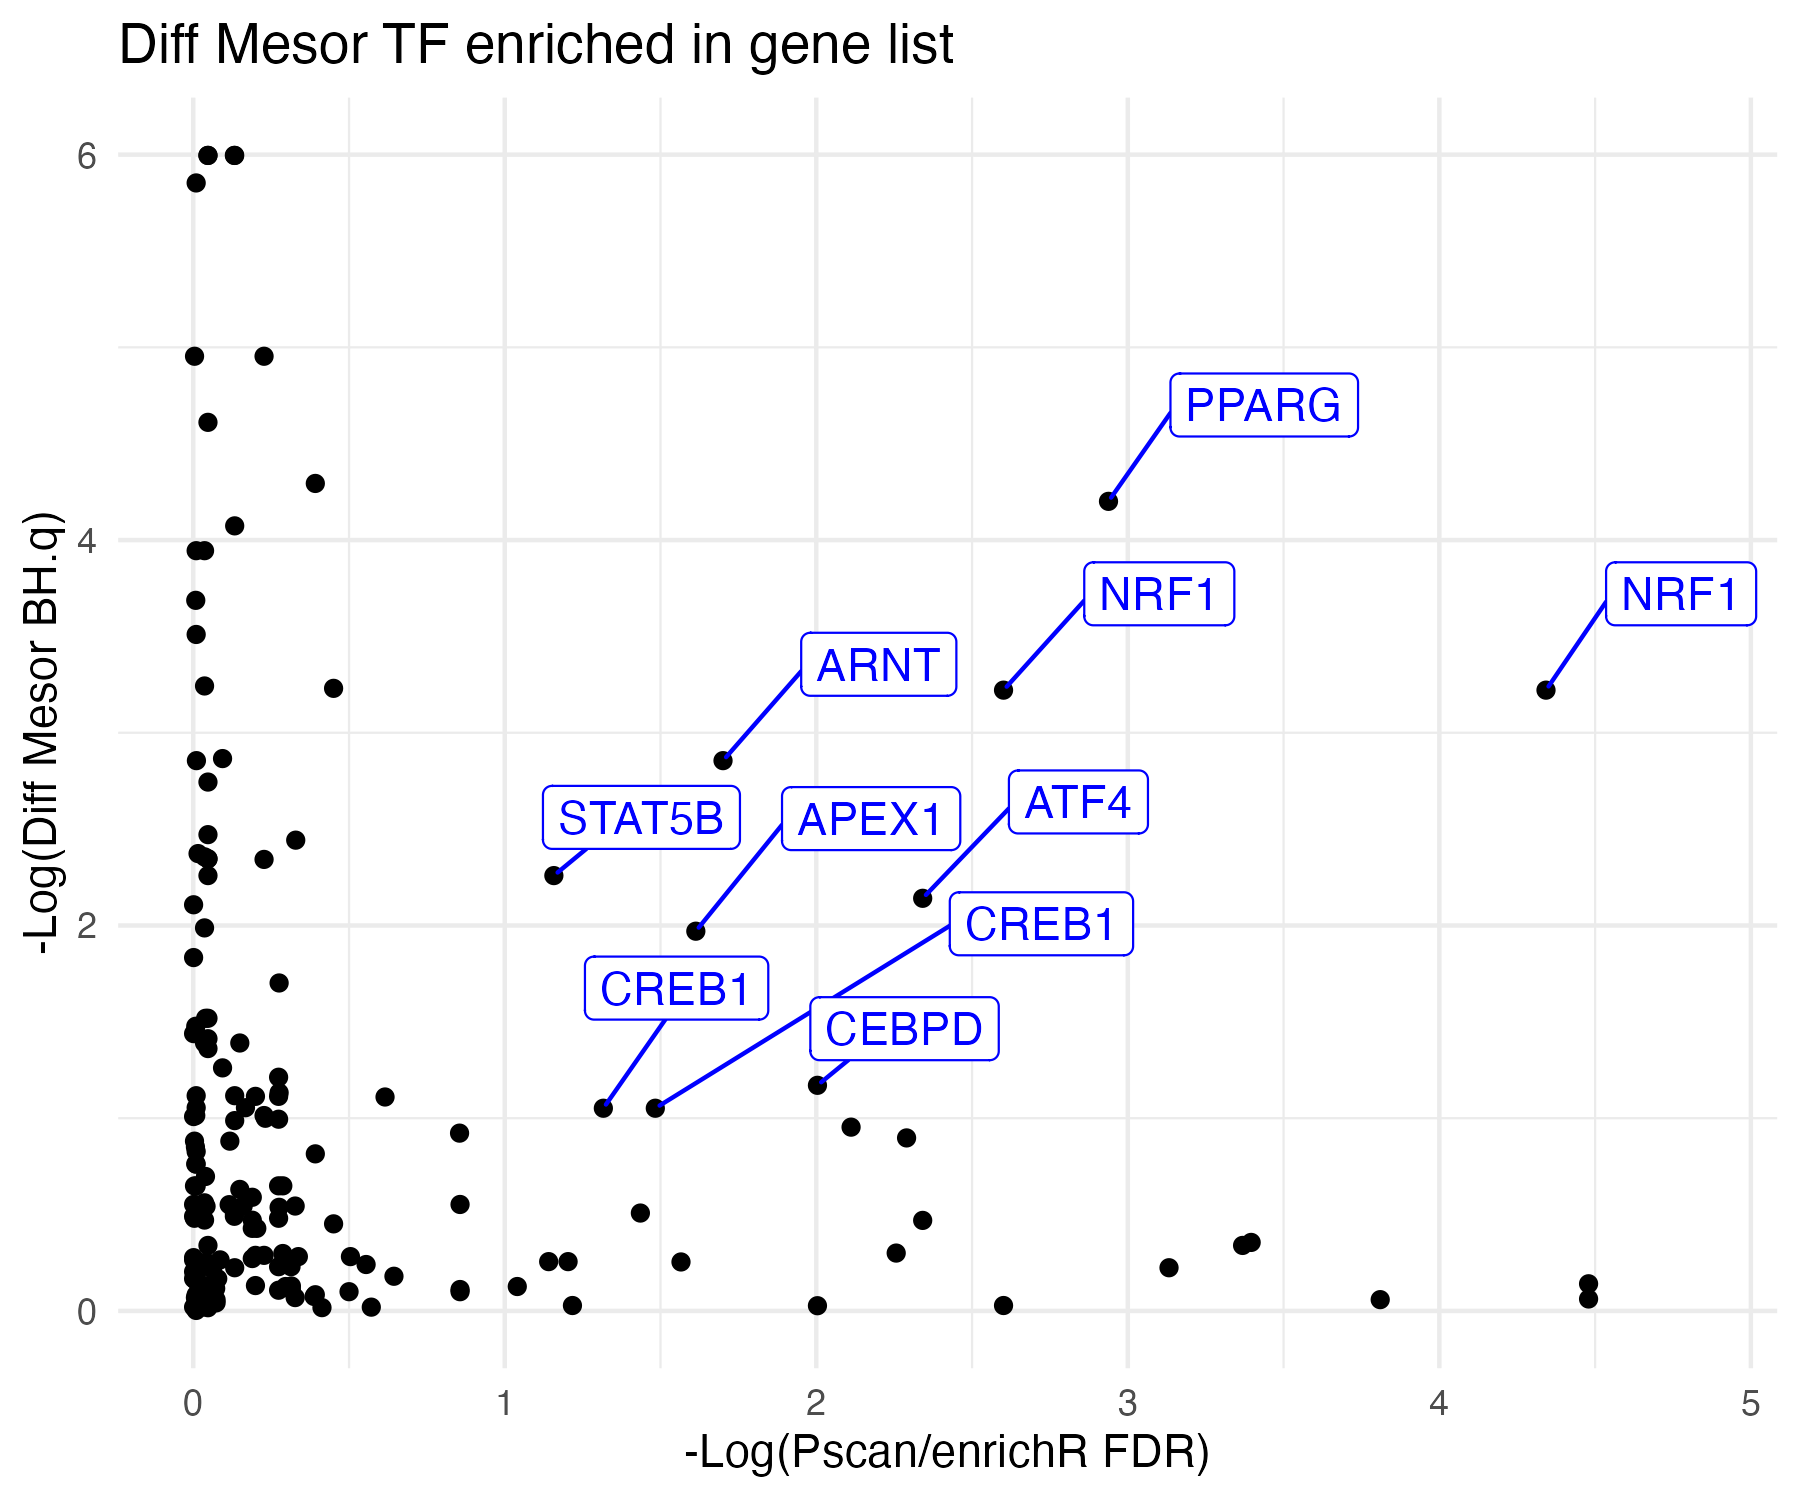 Diff Mesor TF enriched in gene list
-Log(Diff Mesor BH.q)
6
4
2
0
PPARG
NRF1
NRF1
ARNT
ATF4
STAT5B
APEX1
CREB1
CREB1
CEBPD
0
1
2
3
4
5
-Log(Pscan/enrichR FDR)